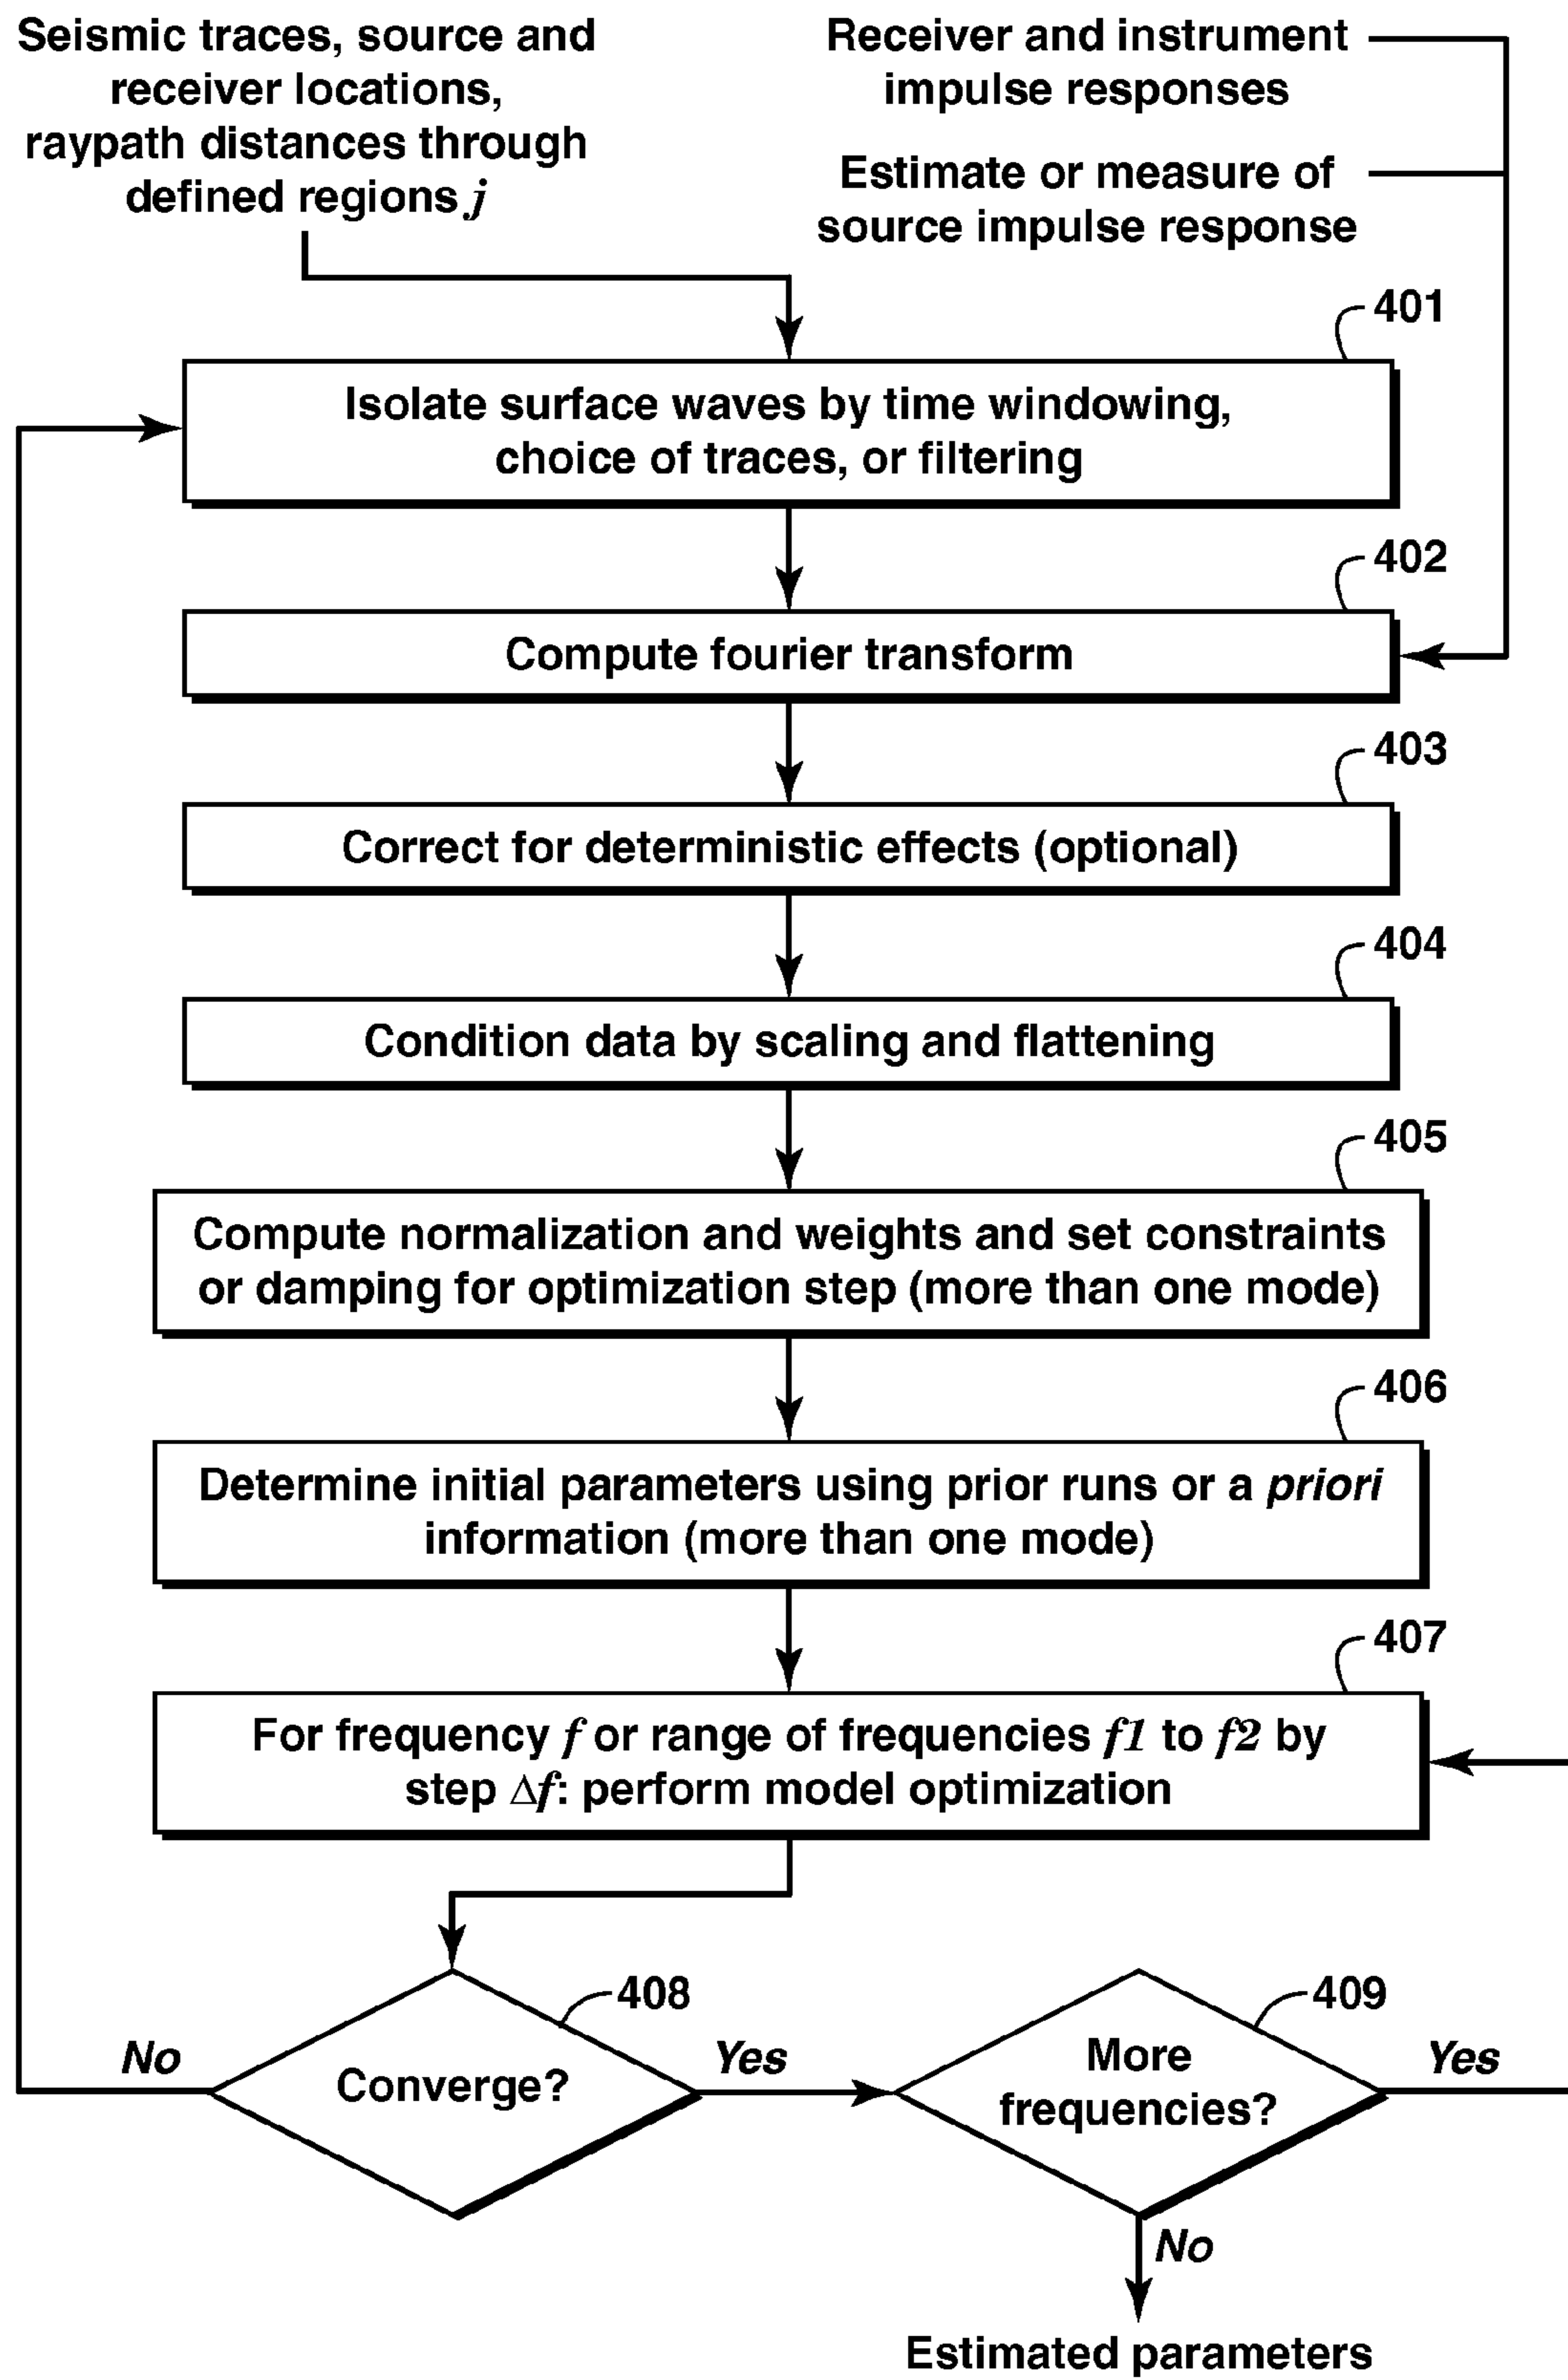 Seismic traces, source and
receiver locations,
raypath distances through
defined regions j
Receiver and instrument
impulse responses
Estimate or measure of
source impulse response
401
Isolate surface waves by time windowing,
choice of traces, or filtering
402
Compute fourier transform
403
Correct for deterministic effects (optional)
404
Condition data by scaling and flattening
405
Compute normalization and weights and set constraints
or damping for optimization step (more than one mode)
406
Determine initial parameters using prior runs or a priori
information (more than one mode)
407
For frequency f or range of frequencies f1 to f2 by
step Δf: perform model optimization
408
Converge?
No
Yes
409
More
frequencies?
Yes
No
Estimated parameters